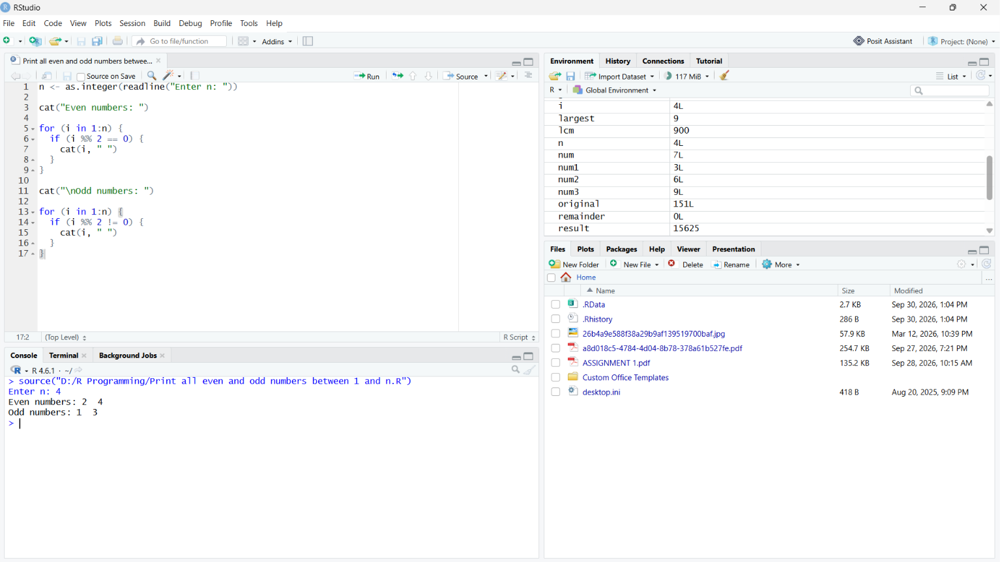 RStudio
File Edit Code View Plots Session Build Debug Profile Tools Help
Go to file/function Addins Posit Assistant Project: (None)
Print all even and odd numbers betwee...
Source on Save Run Source
1 n <- as.integer(readline("Enter n: "))
2
3 cat("Even numbers: ")
4
5 for (i in 1:n) {
6   if (i %% 2 == 0) {
7     cat(i, " ")
8   }
9 }
10
11 cat("\nOdd numbers: ")
12
13 for (i in 1:n) {
14   if (i %% 2 != 0) {
15     cat(i, " ")
16   }
17 }
17:2 (Top Level) R Script
Console Terminal Background Jobs
R 4.6.1 · ~/
> source("D:/R Programming/Print all even and odd numbers between 1 and n.R")
Enter n: 4
Even numbers: 2  4
Odd numbers: 1  3
>
Environment History Connections Tutorial
Import Dataset 117 MiB List
R Global Environment
i 4L
largest 9
lcm 900
n 4L
num 7L
num1 3L
num2 6L
num3 9L
original 151L
remainder 0L
result 15625
Files Plots Packages Help Viewer Presentation
New Folder New File Delete Rename More
Home ...
Name Size Modified
.RData 2.7 KB Sep 30, 2026, 1:04 PM
.Rhistory 286 B Sep 30, 2026, 1:04 PM
26b4a9e588f38a29b9af139519700baf.jpg 57.9 KB Mar 12, 2026, 10:39 PM
a8d018c5-4784-4d04-8b78-378a61b527fe.pdf 254.7 KB Sep 27, 2026, 7:21 PM
ASSIGNMENT 1.pdf 135.2 KB Sep 28, 2026, 10:15 AM
Custom Office Templates
desktop.ini 418 B Aug 20, 2025, 9:09 PM